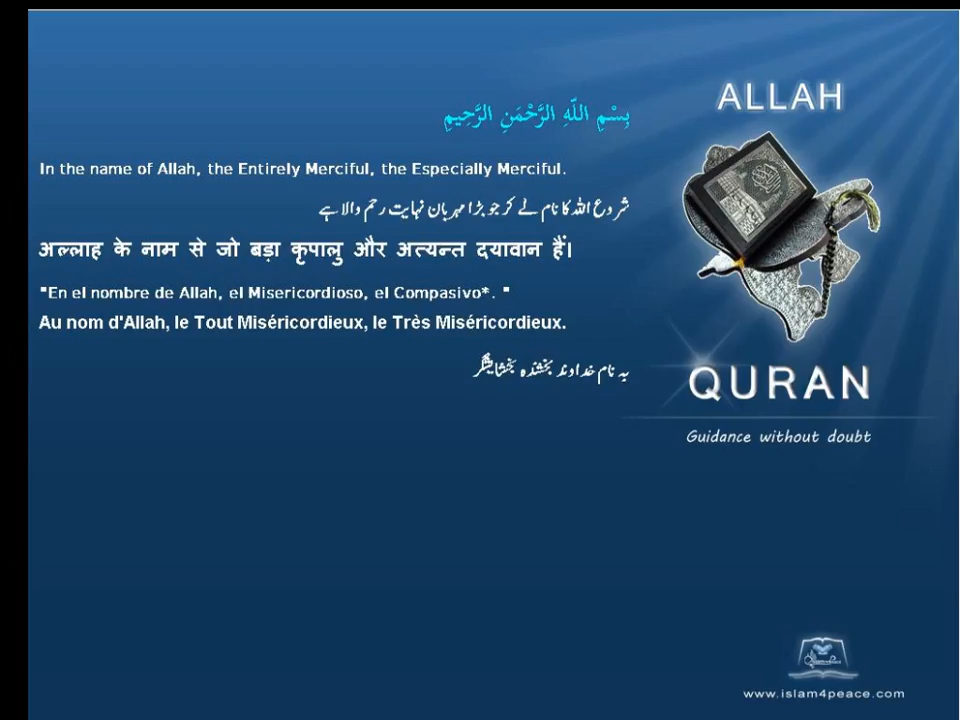 بِسْمِ اللَّهِ الرَّحْمَنِ الرَّحِيمِ
In the name of Allah, the Entirely Merciful, the Especially Merciful.
شروع اللہ کا نام لے کر جو بڑا مہربان نہایت رحم والا ہے
अल्लाह के नाम से जो बड़ा कृपालु और अत्यन्त दयावान हैं।
"En el nombre de Allah, el Misericordioso, el Compasivo*. "
Au nom d'Allah, le Tout Miséricordieux, le Très Miséricordieux.
به نام خداوند بخشنده بخشایشگر
ALLAH
QURAN
Guidance without doubt
www.islam4peace.com